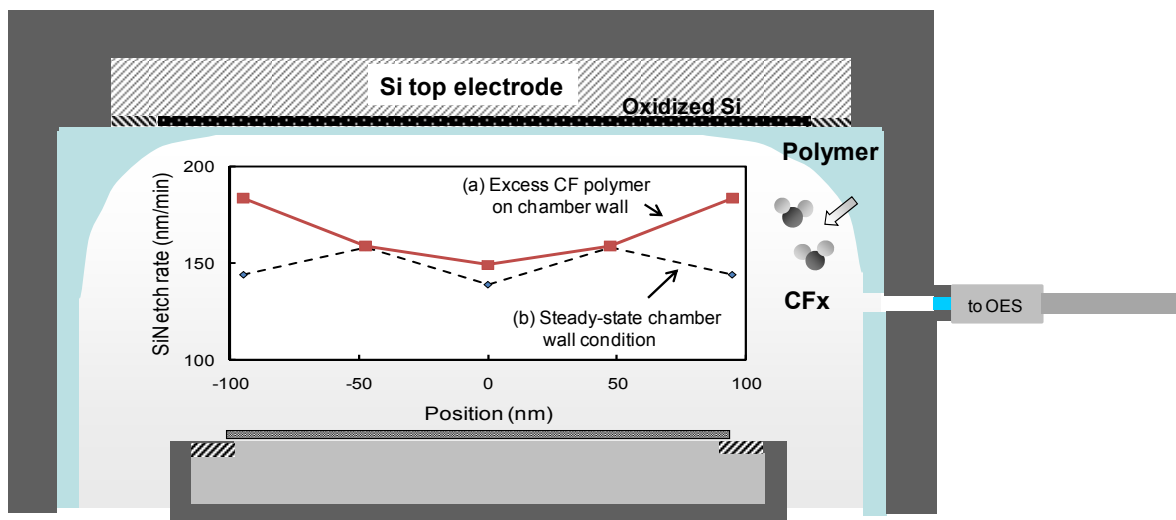 Si top electrode
Oxidized Si
Polymer
200
(a) Excess CF polymer
on chamber wall
SiN etch rate (nm/min)
150
CFx
to OES
(b) Steady-state chamber
wall condition
100
-100
-50
0
50
100
Position (nm)